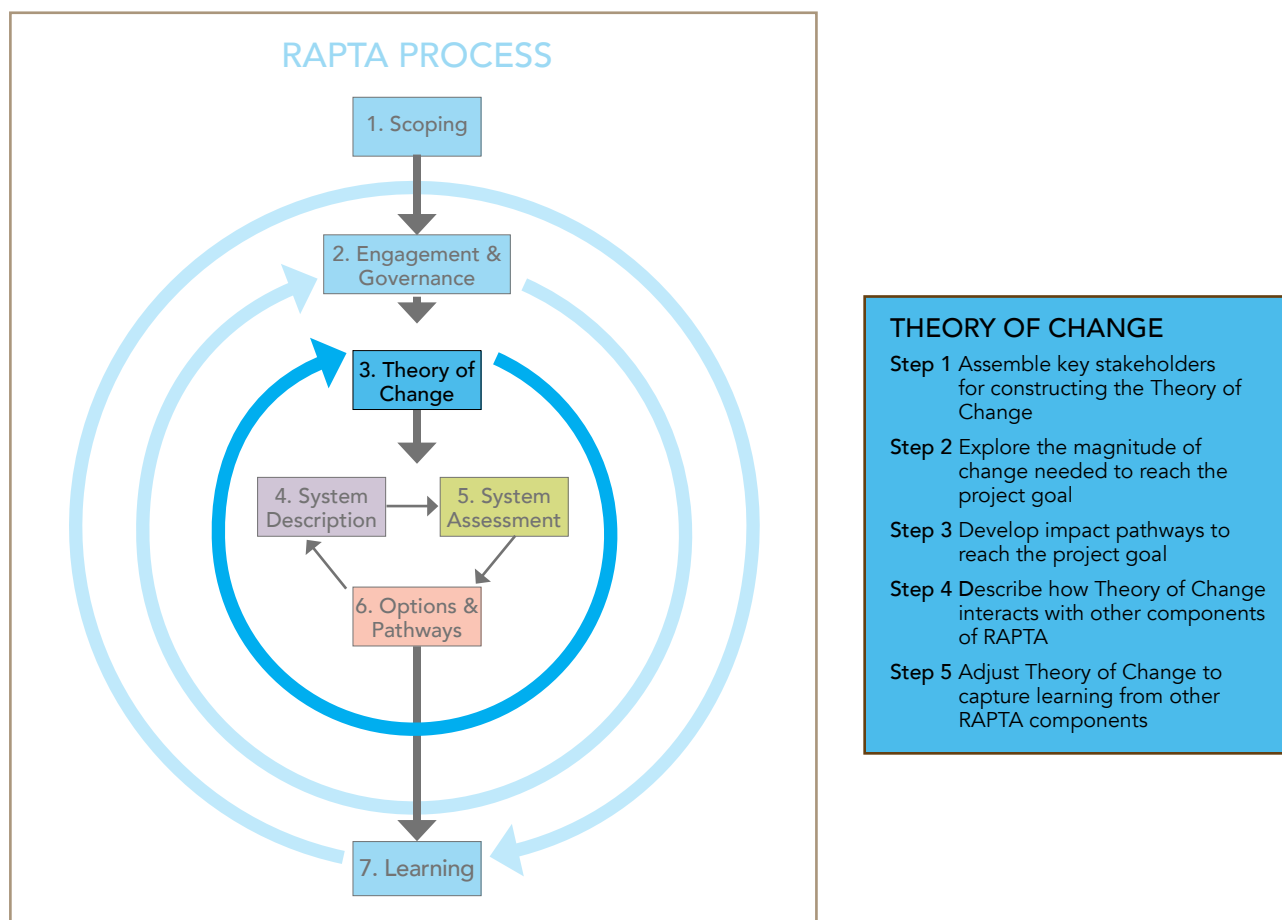 RAPTA PROCESS
1. Scoping
2. Engagement &
Governance
3. Theory of
Change
4. System
Description
5. System
Assessment
6. Options &
Pathways
7. Learning
THEORY OF CHANGE
Step 1 Assemble key stakeholders
for constructing the Theory of
Change
Step 2 Explore the magnitude of
change needed to reach the
project goal
Step 3 Develop impact pathways to
reach the project goal
Step 4 Describe how Theory of Change
interacts with other components
of RAPTA
Step 5 Adjust Theory of Change to
capture learning from other
RAPTA components